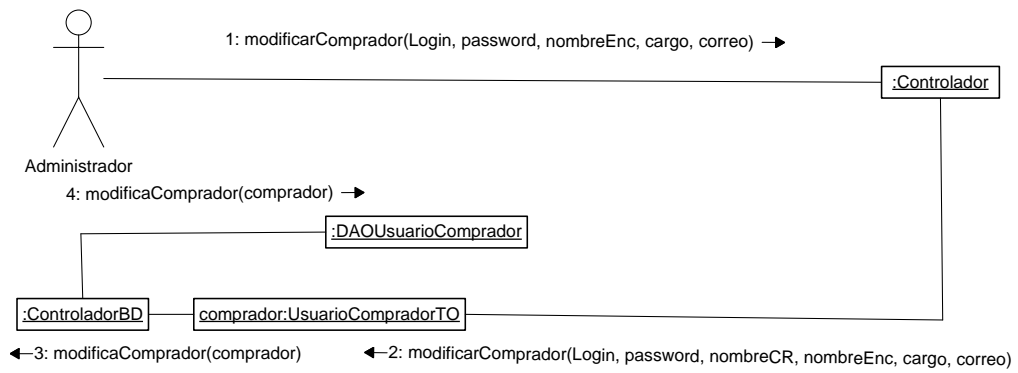 1: modificarComprador(Login, password, nombreEnc, cargo, correo)
:Controlador
Administrador
4: modificaComprador(comprador)
:DAOUsuarioComprador
:ControladorBD
comprador:UsuarioCompradorTO
3: modificaComprador(comprador)
2: modificarComprador(Login, password, nombreCR, nombreEnc, cargo, correo)